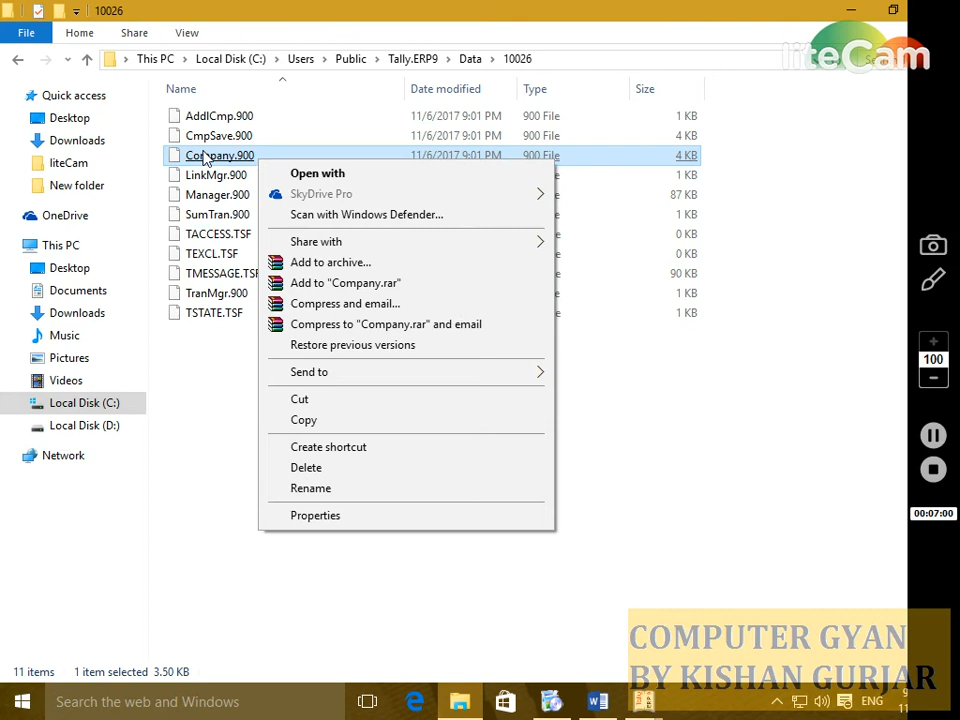 10026
File Home Share View
This PC Local Disk (C:) Users Public Tally.ERP9 Data 10026
liteCam
Name Date modified Type Size
Quick access
Desktop
Downloads
liteCam
New folder
OneDrive
This PC
Desktop
Documents
Downloads
Music
Pictures
Videos
Local Disk (C:)
Local Disk (D:)
Network
AddlCmp.900 11/6/2017 9:01 PM 900 File 1 KB
CmpSave.900 11/6/2017 9:01 PM 900 File 4 KB
Company.900 11/6/2017 9:01 PM 900 File 4 KB
LinkMgr.900 1 KB
Manager.900 87 KB
SumTran.900 1 KB
TACCESS.TSF 0 KB
TEXCL.TSF 0 KB
TMESSAGE.TSF 90 KB
TranMgr.900 1 KB
TSTATE.TSF 1 KB
Open with
SkyDrive Pro
Scan with Windows Defender...
Share with
Add to archive...
Add to "Company.rar"
Compress and email...
Compress to "Company.rar" and email
Restore previous versions
Send to
Cut
Copy
Create shortcut
Delete
Rename
Properties
100
00:07:00
COMPUTER GYAN
BY KISHAN GURJAR
11 items 1 item selected 3.50 KB
Search the web and Windows
ENG